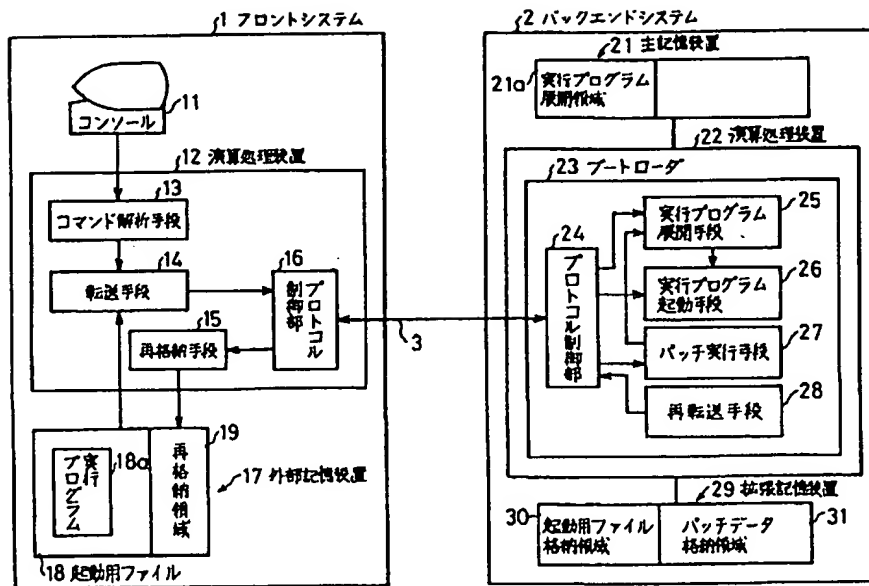 1 フロントシステム
11
コンソール
12 演算処理装置
13
コマンド解析手段
14
転送手段
15
再格納手段
16
プロトコル
制御部
3
18a
実行
プログラム
19
再格納領域
17 外部記憶装置
18 起動用ファイル
2 バックエンドシステム
21 主記憶装置
21a
実行プログラム
展開領域
22 演算処理装置
23 ブートローダ
24
プロトコル制御部
25
実行プログラム
展開手段
26
実行プログラム
起動手段
27
パッチ実行手段
28
再転送手段
29 拡張記憶装置
30
起動用ファイル
格納領域
パッチデータ
格納領域
31